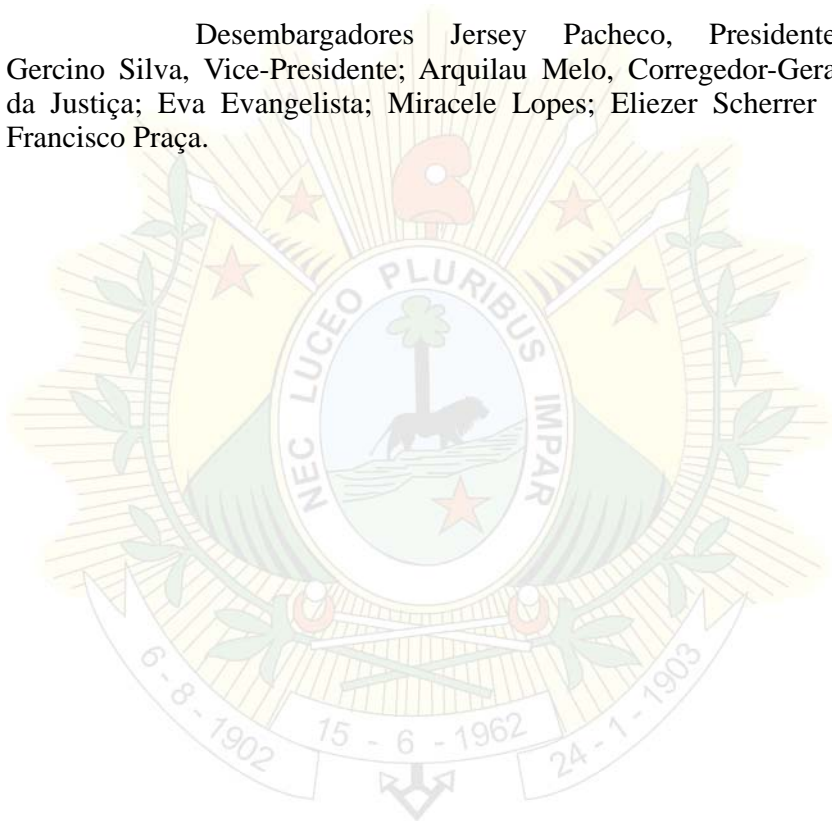 Desembargadores Jersey Pacheco, Presidente
Gercino Silva, Vice-Presidente; Arquilau Melo, Corregedor-Gera
da Justiça; Eva Evangelista; Miracele Lopes; Eliezer Scherrer
Francisco Praça.
NEC LUCEO PLURIBUS IMPAR
6 - 8 - 1902
15 - 6 - 1962
24 - 1 - 1903